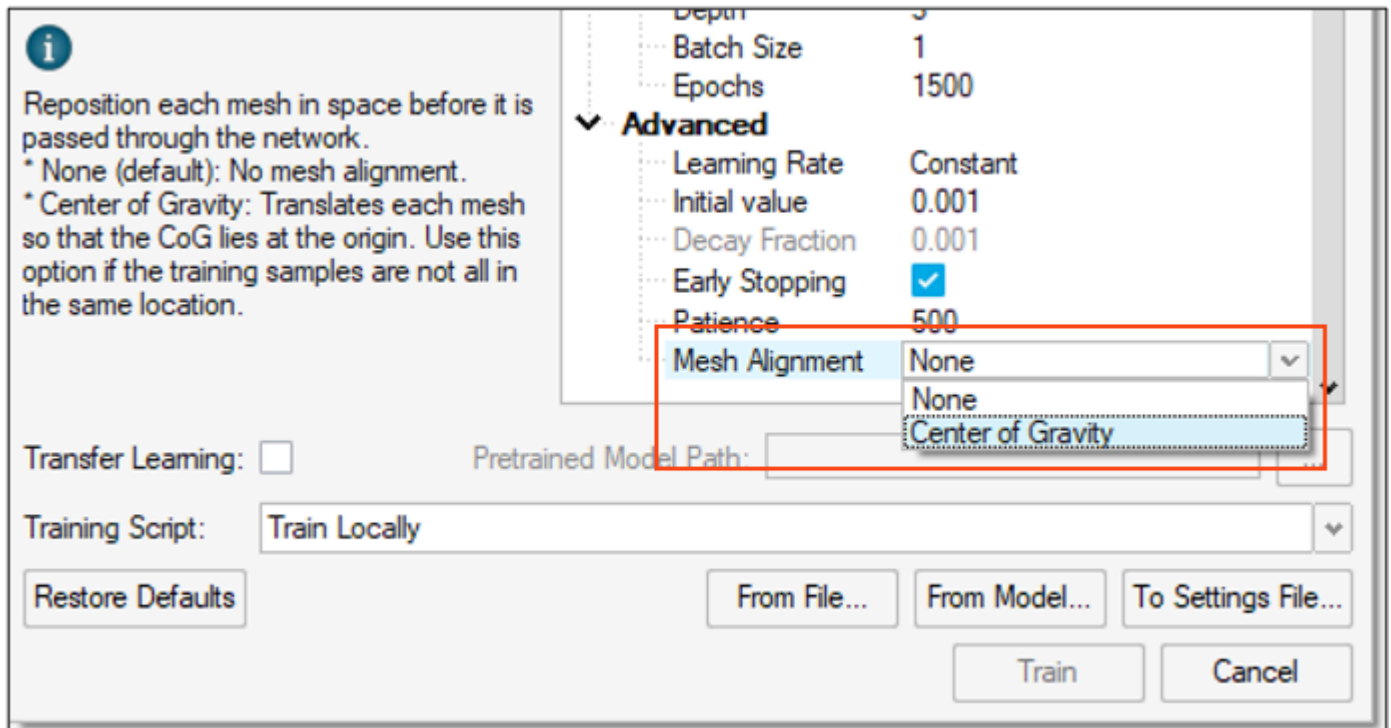 Depth 3
Batch Size 1
Epochs 1500
Reposition each mesh in space before it is
passed through the network.
* None (default): No mesh alignment.
* Center of Gravity: Translates each mesh
so that the CoG lies at the origin. Use this
option if the training samples are not all in
the same location.
Advanced
Learning Rate Constant
Initial value 0.001
Decay Fraction 0.001
Early Stopping
Patience 500
Mesh Alignment None
None
Center of Gravity
Transfer Learning: Pretrained Model Path: ...
Training Script: Train Locally
Restore Defaults From File... From Model... To Settings File...
Train Cancel